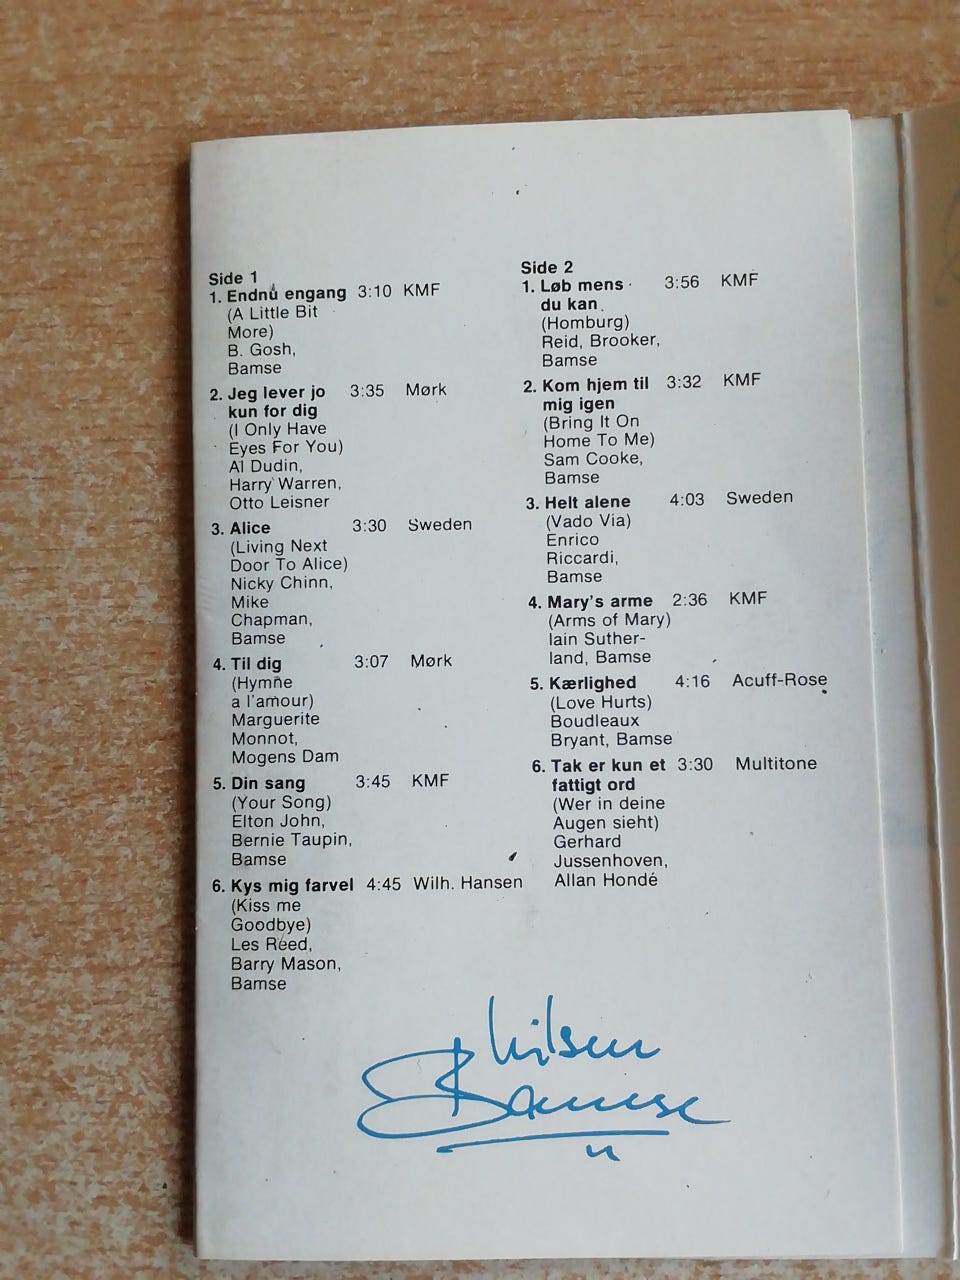 Side 1
1. Endnu engang 3:10 KMF
(A Little Bit
More)
B. Gosh,
Bamse
2. Jeg lever jo 3:35 Mørk
kun for dig
(I Only Have
Eyes For You)
Al Dudin,
Harry Warren,
Otto Leisner
3. Alice 3:30 Sweden
(Living Next
Door To Alice)
Nicky Chinn,
Mike
Chapman,
Bamse
4. Til dig 3:07 Mørk
(Hymne
a l'amour)
Marguerite
Monnot,
Mogens Dam
5. Din sang 3:45 KMF
(Your Song)
Elton John,
Bernie Taupin,
Bamse
6. Kys mig farvel 4:45 Wilh. Hansen
(Kiss me
Goodbye)
Les Reed,
Barry Mason,
Bamse
Side 2
1. Løb mens 3:56 KMF
du kan
(Homburg)
Reid, Brooker,
Bamse
2. Kom hjem til 3:32 KMF
mig igen
(Bring It On
Home To Me)
Sam Cooke,
Bamse
3. Helt alene 4:03 Sweden
(Vado Via)
Enrico
Riccardi,
Bamse
4. Mary's arme 2:36 KMF
(Arms of Mary)
Iain Suther-
land, Bamse
5. Kærlighed 4:16 Acuff-Rose
(Love Hurts)
Boudleaux
Bryant, Bamse
6. Tak er kun et 3:30 Multitone
fattigt ord
(Wer in deine
Augen sieht)
Gerhard
Jussenhoven,
Allan Hondé
hilsen
Bamse